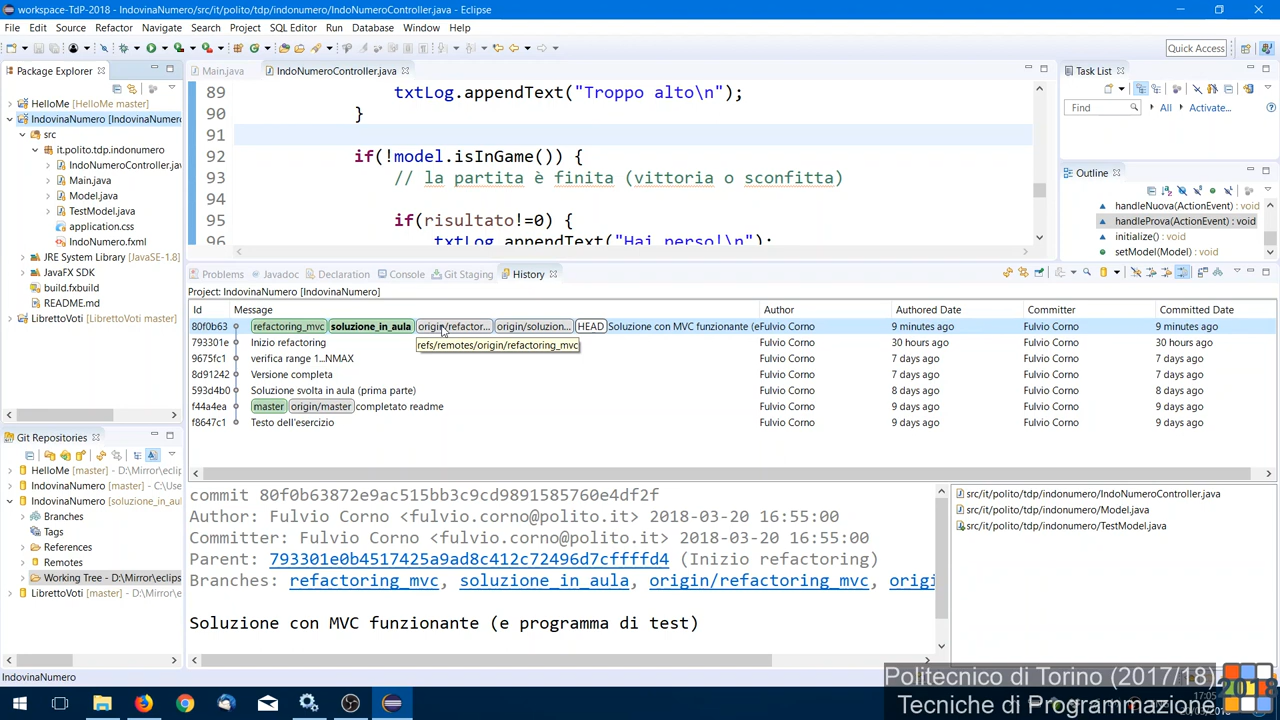 workspace-TdP-2018 - IndovinaNumero/src/it/polito/tdp/indonumero/IndoNumeroController.java - Eclipse
File Edit Source Refactor Navigate Search Project SQL Editor Run Database Window Help
Quick Access
Package Explorer
HelloMe [HelloMe master]
IndovinaNumero [IndovinaNumero
src
it.polito.tdp.indonumero
IndoNumeroController.jav
Main.java
Model.java
TestModel.java
application.css
IndoNumero.fxml
JRE System Library [JavaSE-1.8]
JavaFX SDK
build.fxbuild
README.md
LibrettoVoti [LibrettoVoti master]
Main.java
IndoNumeroController.java
89 txtLog.appendText("Troppo alto\n");
90 }
91
92 if(!model.isInGame()) {
93 // la partita è finita (vittoria o sconfitta)
94
95 if(risultato!=0) {
96 txtLog.appendText("Hai perso!\n");
Task List
Find
All
Activate...
Outline
handleNuova(ActionEvent) : void
handleProva(ActionEvent) : void
initialize() : void
setModel(Model) : void
Problems Javadoc Declaration Console Git Staging History
Project: IndovinaNumero [IndovinaNumero]
Id Message Author Authored Date Committer Committed Date
80f0b63 refactoring_mvc soluzione_in_aula origin/refactor... origin/soluzion... HEAD Soluzione con MVC funzionante (e Fulvio Corno 9 minutes ago Fulvio Corno 9 minutes ago
793301e Inizio refactoring Fulvio Corno 30 hours ago Fulvio Corno 30 hours ago
refs/remotes/origin/refactoring_mvc
9675fc1 verifica range 1...NMAX Fulvio Corno 7 days ago Fulvio Corno 7 days ago
8d91242 Versione completa Fulvio Corno 7 days ago Fulvio Corno 7 days ago
593d4b0 Soluzione svolta in aula (prima parte) Fulvio Corno 8 days ago Fulvio Corno 8 days ago
f44a4ea master origin/master completato readme Fulvio Corno 9 days ago Fulvio Corno 9 days ago
f8647c1 Testo dell'esercizio Fulvio Corno 9 days ago Fulvio Corno 9 days ago
Git Repositories
HelloMe [master] - D:\Mirror\eclip
IndovinaNumero [master] - C:\Use
IndovinaNumero [soluzione_in_aul
Branches
Tags
References
Remotes
Working Tree - D:\Mirror\eclips
LibrettoVoti [master] - D:\Mirror\e
commit 80f0b63872e9ac515bb3c9cd9891585760e4df2f
Author: Fulvio Corno <fulvio.corno@polito.it> 2018-03-20 16:55:00
Committer: Fulvio Corno <fulvio.corno@polito.it> 2018-03-20 16:55:00
Parent: 793301e0b4517425a9ad8c412c72496d7cffffd4 (Inizio refactoring)
Branches: refactoring_mvc, soluzione_in_aula, origin/refactoring_mvc, origi
Soluzione con MVC funzionante (e programma di test)
src/it/polito/tdp/indonumero/IndoNumeroController.java
src/it/polito/tdp/indonumero/Model.java
src/it/polito/tdp/indonumero/TestModel.java
IndovinaNumero
Politecnico di Torino (2017/18)
Tecniche di Programmazione
2018
17:05